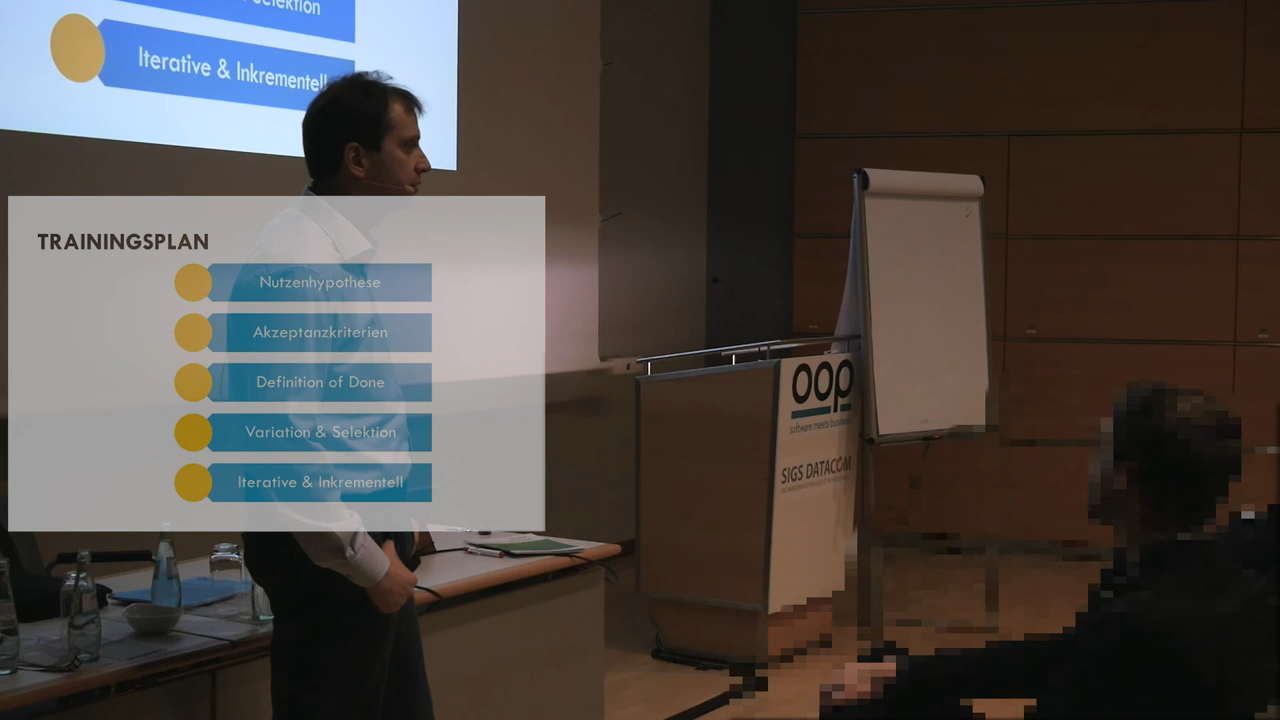 Selektion
Iterative & Inkrementell
TRAININGSPLAN
Nutzenhypothese
Akzeptanzkriterien
Definition of Done
Variation & Selektion
Iterative & Inkrementell
oop
software meets business
SIGS DATACOM